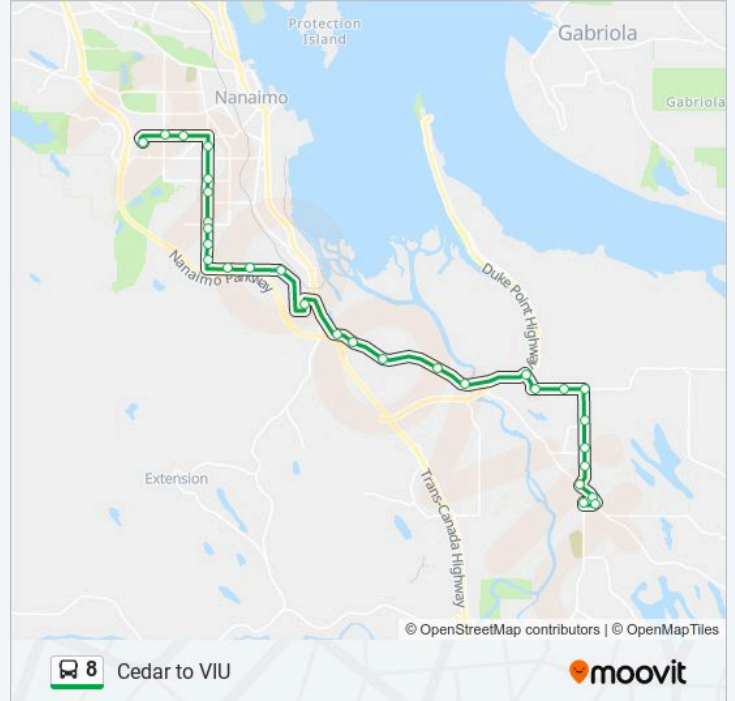 Protection
Island
Gabriola
Nanaimo
Gabriola
Nanaimo Parkway
Duke Point Highway
Extension
Trans-Canada Highway
© OpenStreetMap contributors | © OpenMapTiles
8 Cedar to VIU
moovit